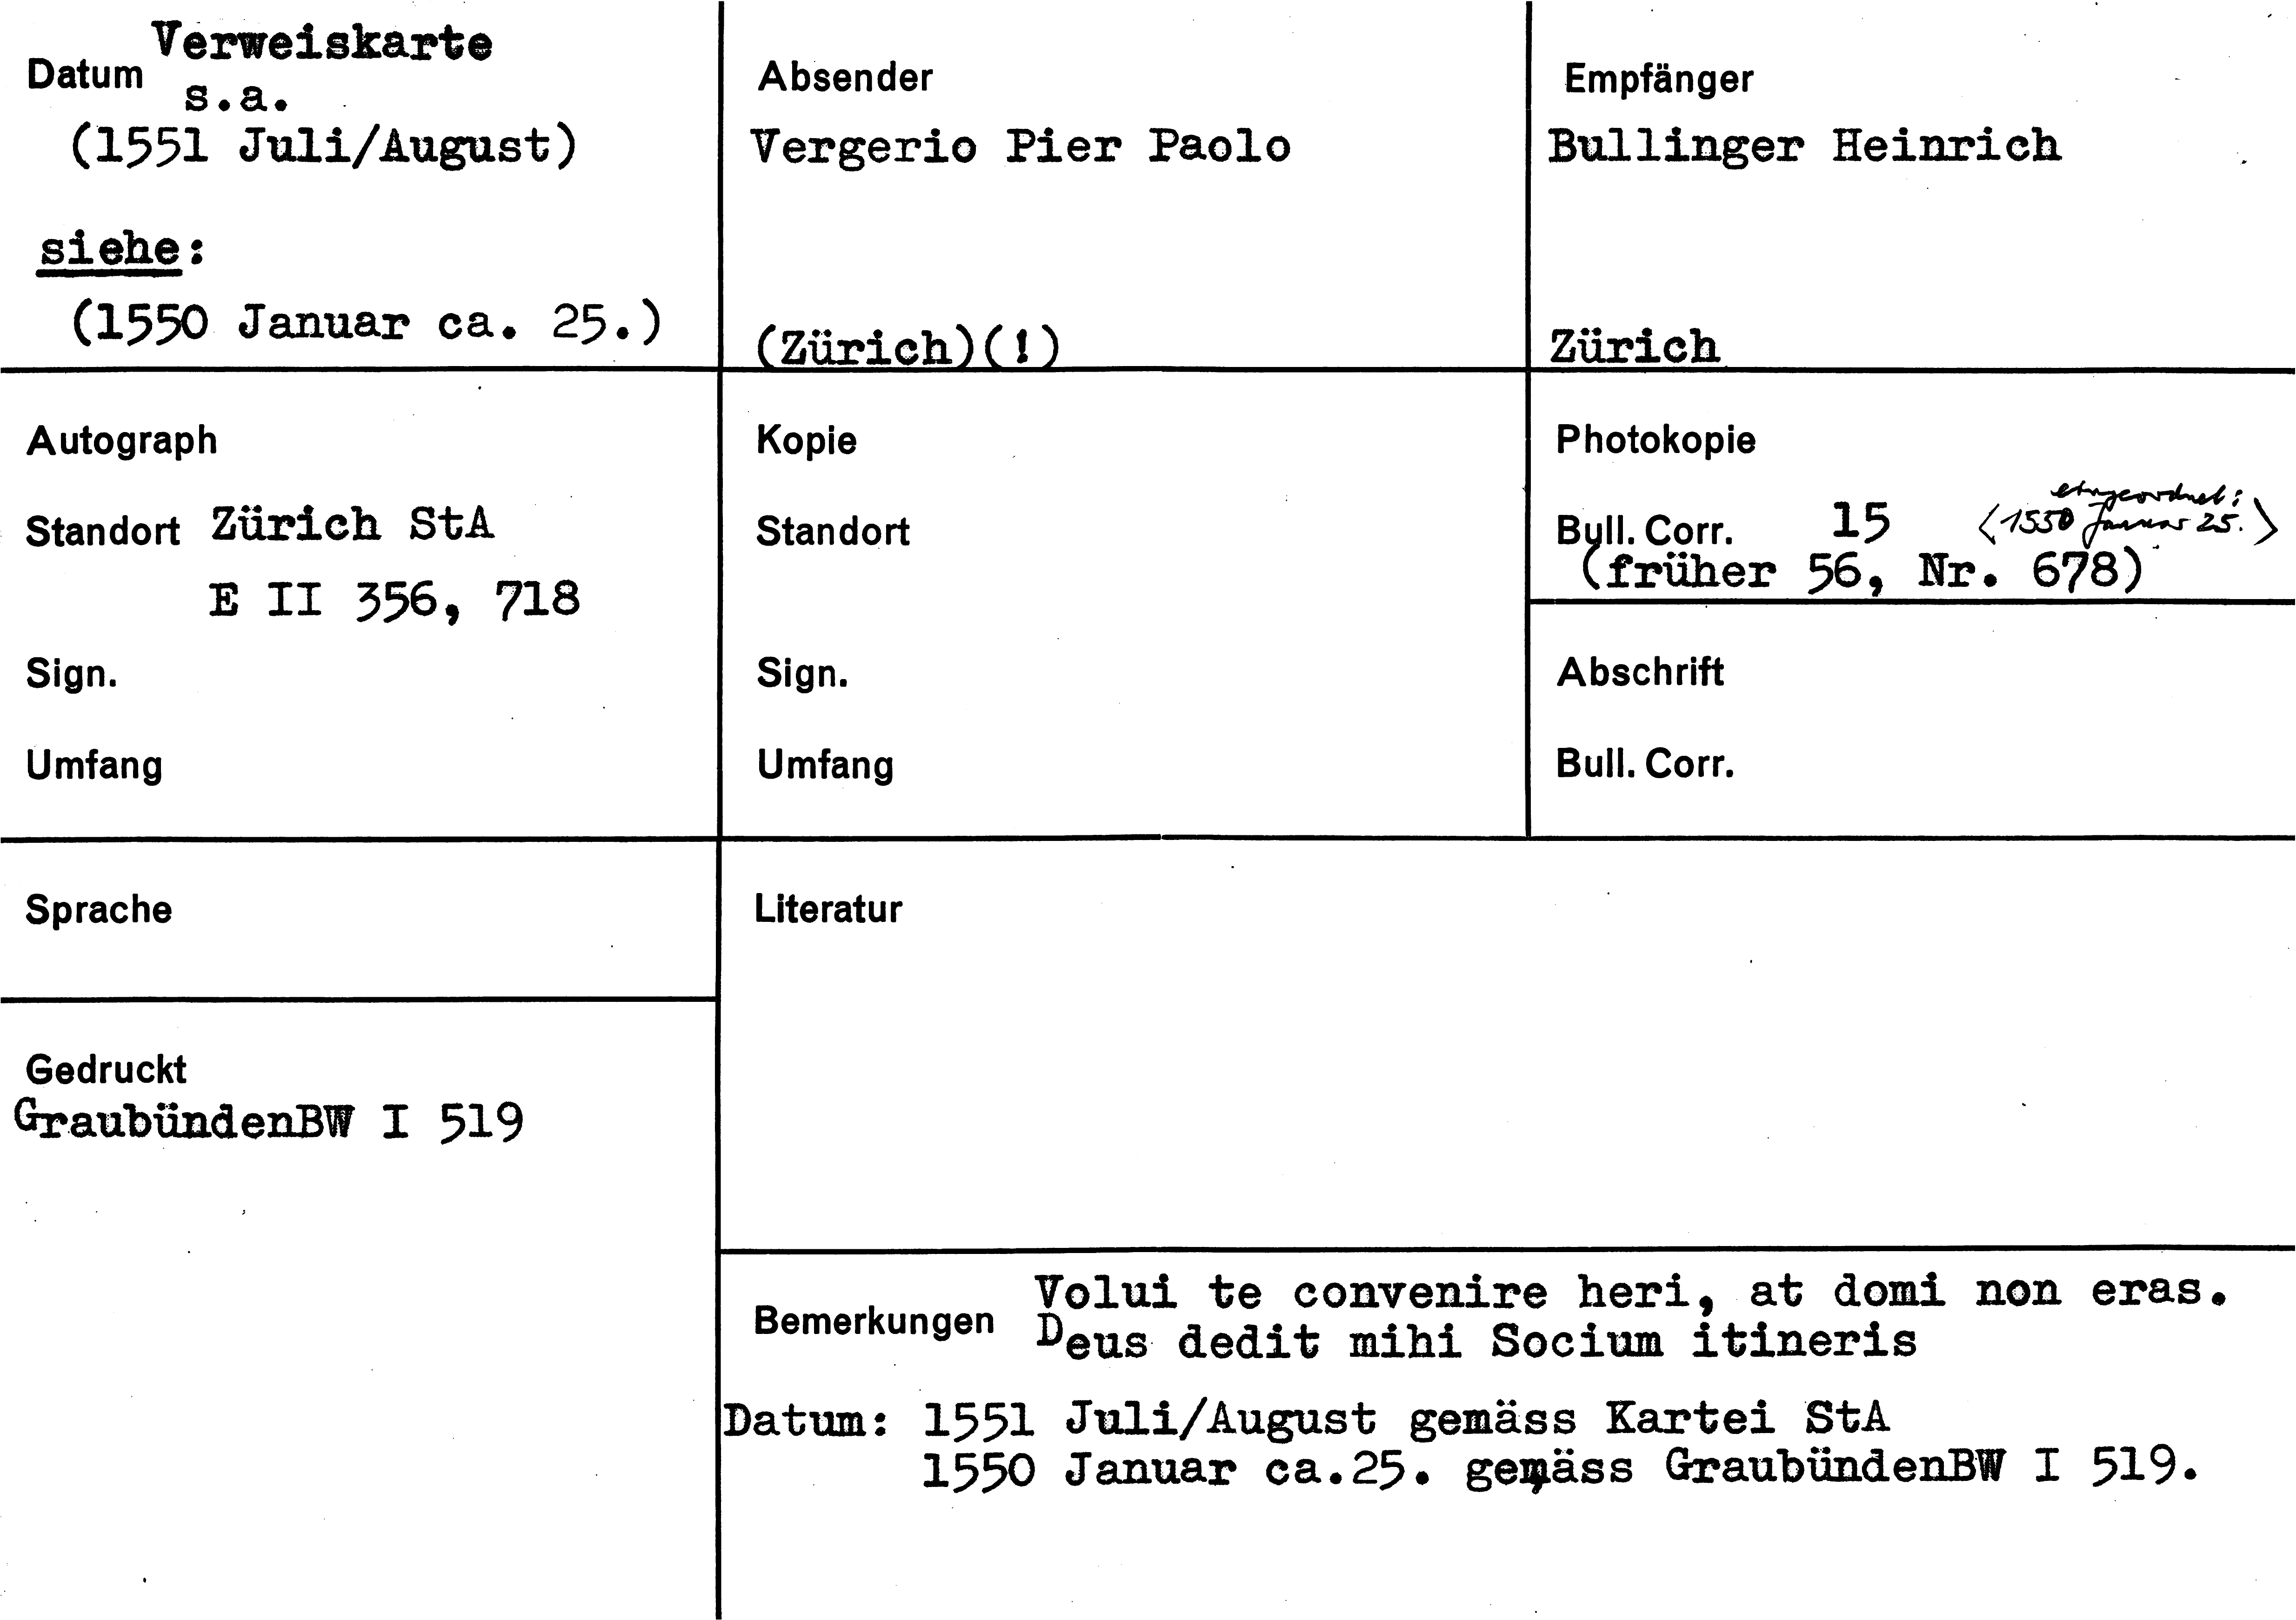 Verweiskarte
Datum
s.a.
(1551 Juli/August)
siehe:
(1550 Januar ca. 25.)
Absender
Vergerio Pier Paolo
(Zürich)(!)
Empfänger
Bullinger Heinrich
Zürich
Autograph
Standort Zürich StA
E II 356, 718
Sign.
Umfang
Kopie
Standort
Sign.
Umfang
Photokopie
eingeordnet:
Bull. Corr. 15 <1550 Januar 25.>
(früher 56, Nr. 678)
Abschrift
Bull. Corr.
Sprache
Literatur
Gedruckt
GraubündenBW I 519
Bemerkungen
Volui te convenire heri, at domi non eras.
Deus dedit mihi Socium itineris
Datum: 1551 Juli/August gemäss Kartei StA
1550 Januar ca.25. gemäss GraubündenBW I 519.